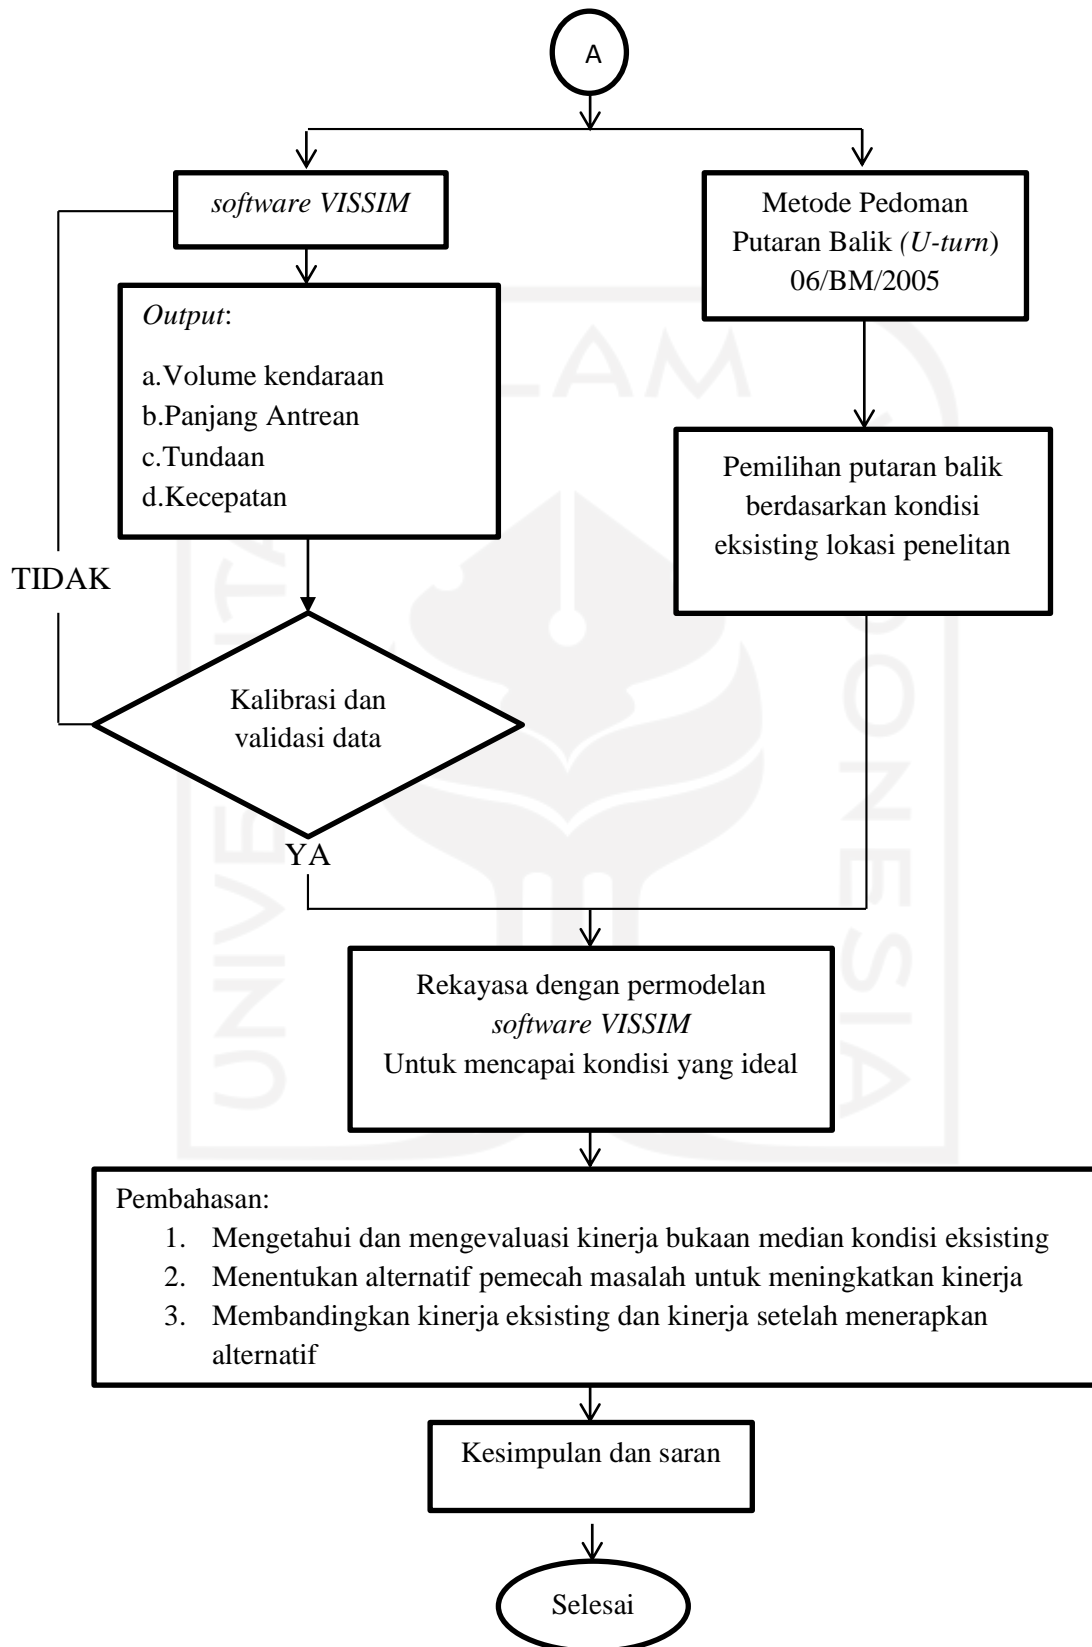 A
software VISSIM
Metode Pedoman
Putaran Balik (U-turn)
06/BM/2005
Output:
a.Volume kendaraan
b.Panjang Antrean
c.Tundaan
d.Kecepatan
Pemilihan putaran balik
berdasarkan kondisi
eksisting lokasi penelitan
TIDAK
Kalibrasi dan
validasi data
YA
Rekayasa dengan permodelan
software VISSIM
Untuk mencapai kondisi yang ideal
Pembahasan:
1. Mengetahui dan mengevaluasi kinerja bukaan median kondisi eksisting
2. Menentukan alternatif pemecah masalah untuk meningkatkan kinerja
3. Membandingkan kinerja eksisting dan kinerja setelah menerapkan
alternatif
Kesimpulan dan saran
Selesai